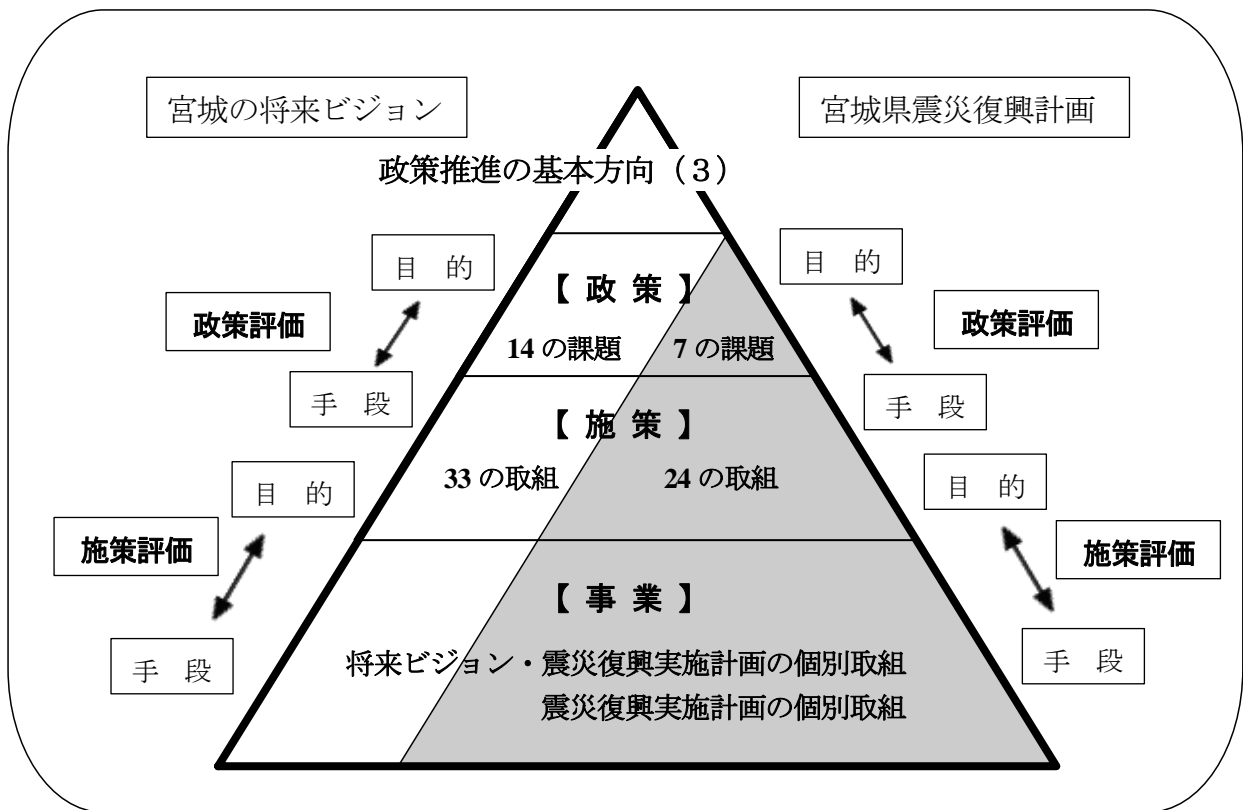 宮城の将来ビジョン
宮城県震災復興計画
政策推進の基本方向（３）
目 的
目 的
【 政 策 】
政策評価
政策評価
14 の課題
7 の課題
手 段
手 段
【 施 策 】
33 の取組
24 の取組
目 的
目 的
施策評価
施策評価
【 事 業 】
手 段
手 段
将来ビジョン・震災復興実施計画の個別取組
震災復興実施計画の個別取組